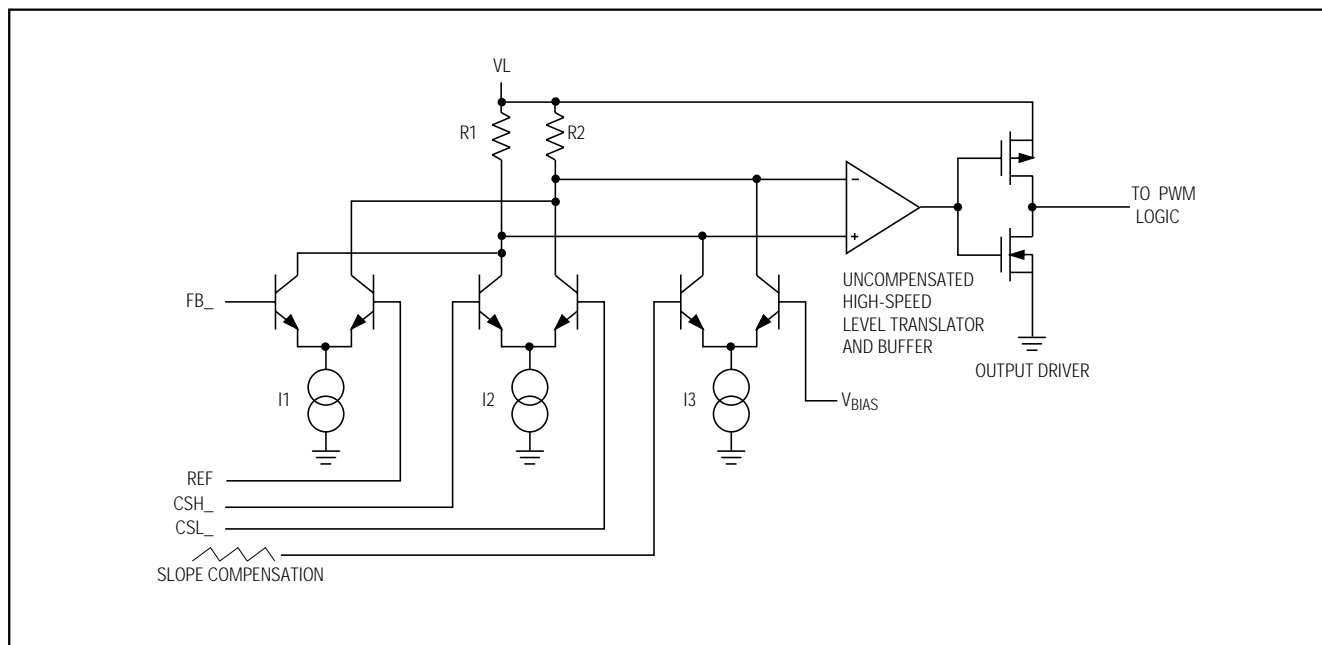 VL
R1
R2
−
+
TO PWM
LOGIC
FB_
UNCOMPENSATED
HIGH-SPEED
LEVEL TRANSLATOR
AND BUFFER
OUTPUT DRIVER
I1
I2
I3
VBIAS
REF
CSH_
CSL_
SLOPE COMPENSATION